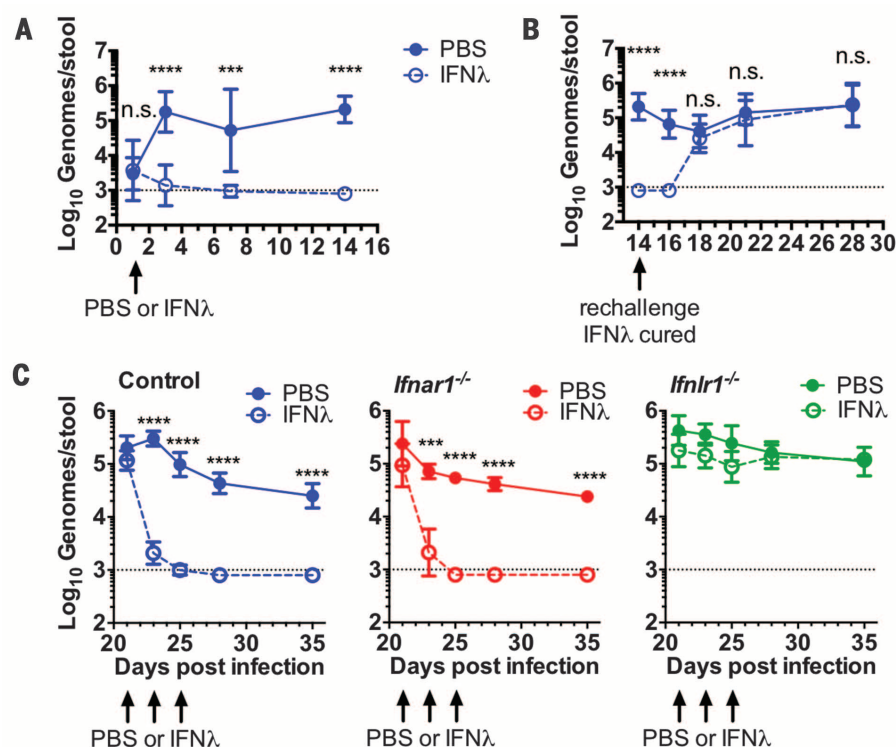 A
Log10 Genomes/stool
7
6
5
4
3
2
n.s.
****
***
****
PBS
IFNλ
0 2 4 6 8 10 12 14 16
PBS or IFNλ
B
Log10 Genomes/stool
7
6
5
4
3
2
****
****
n.s.
n.s.
n.s.
14 16 18 20 22 24 26 28 30
rechallenge
IFNλ cured
C
Control
PBS
IFNλ
Log10 Genomes/stool
6
5
4
3
2
****
****
****
****
20 25 30 35
Days post infection
PBS or IFNλ
Ifnar1-/-
PBS
IFNλ
6
5
4
3
2
***
****
****
****
20 25 30 35
Days post infection
PBS or IFNλ
Ifnlr1-/-
PBS
IFNλ
6
5
4
3
2
20 25 30 35
Days post infection
PBS or IFNλ